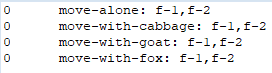 0 move-alone: f-1,f-2
0 move-with-cabbage: f-1,f-2
0 move-with-goat: f-1,f-2
0 move-with-fox: f-1,f-2